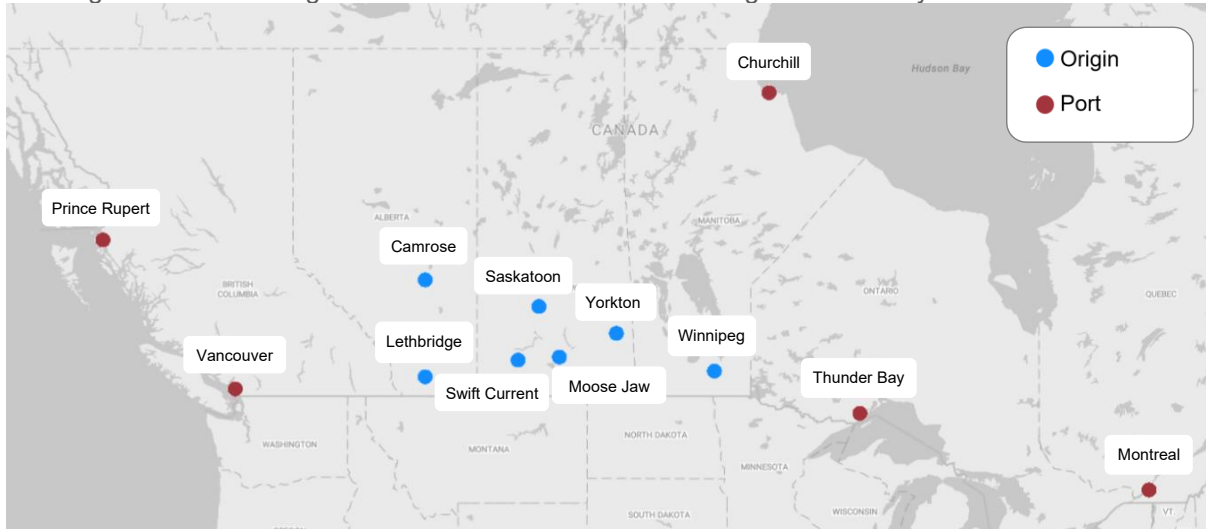 Churchill
Hudson Bay
Origin
Port
CANADA
Prince Rupert
ALBERTA
MANITOBA
Camrose
Saskatoon
BRITISH
COLUMBIA
Yorkton
ONTARIO
QUEBEC
Lethbridge
Winnipeg
Vancouver
Swift Current
Moose Jaw
Thunder Bay
WASHINGTON
MONTANA
NORTH DAKOTA
MINNESOTA
Montreal
SOUTH DAKOTA
WISCONSIN
VT